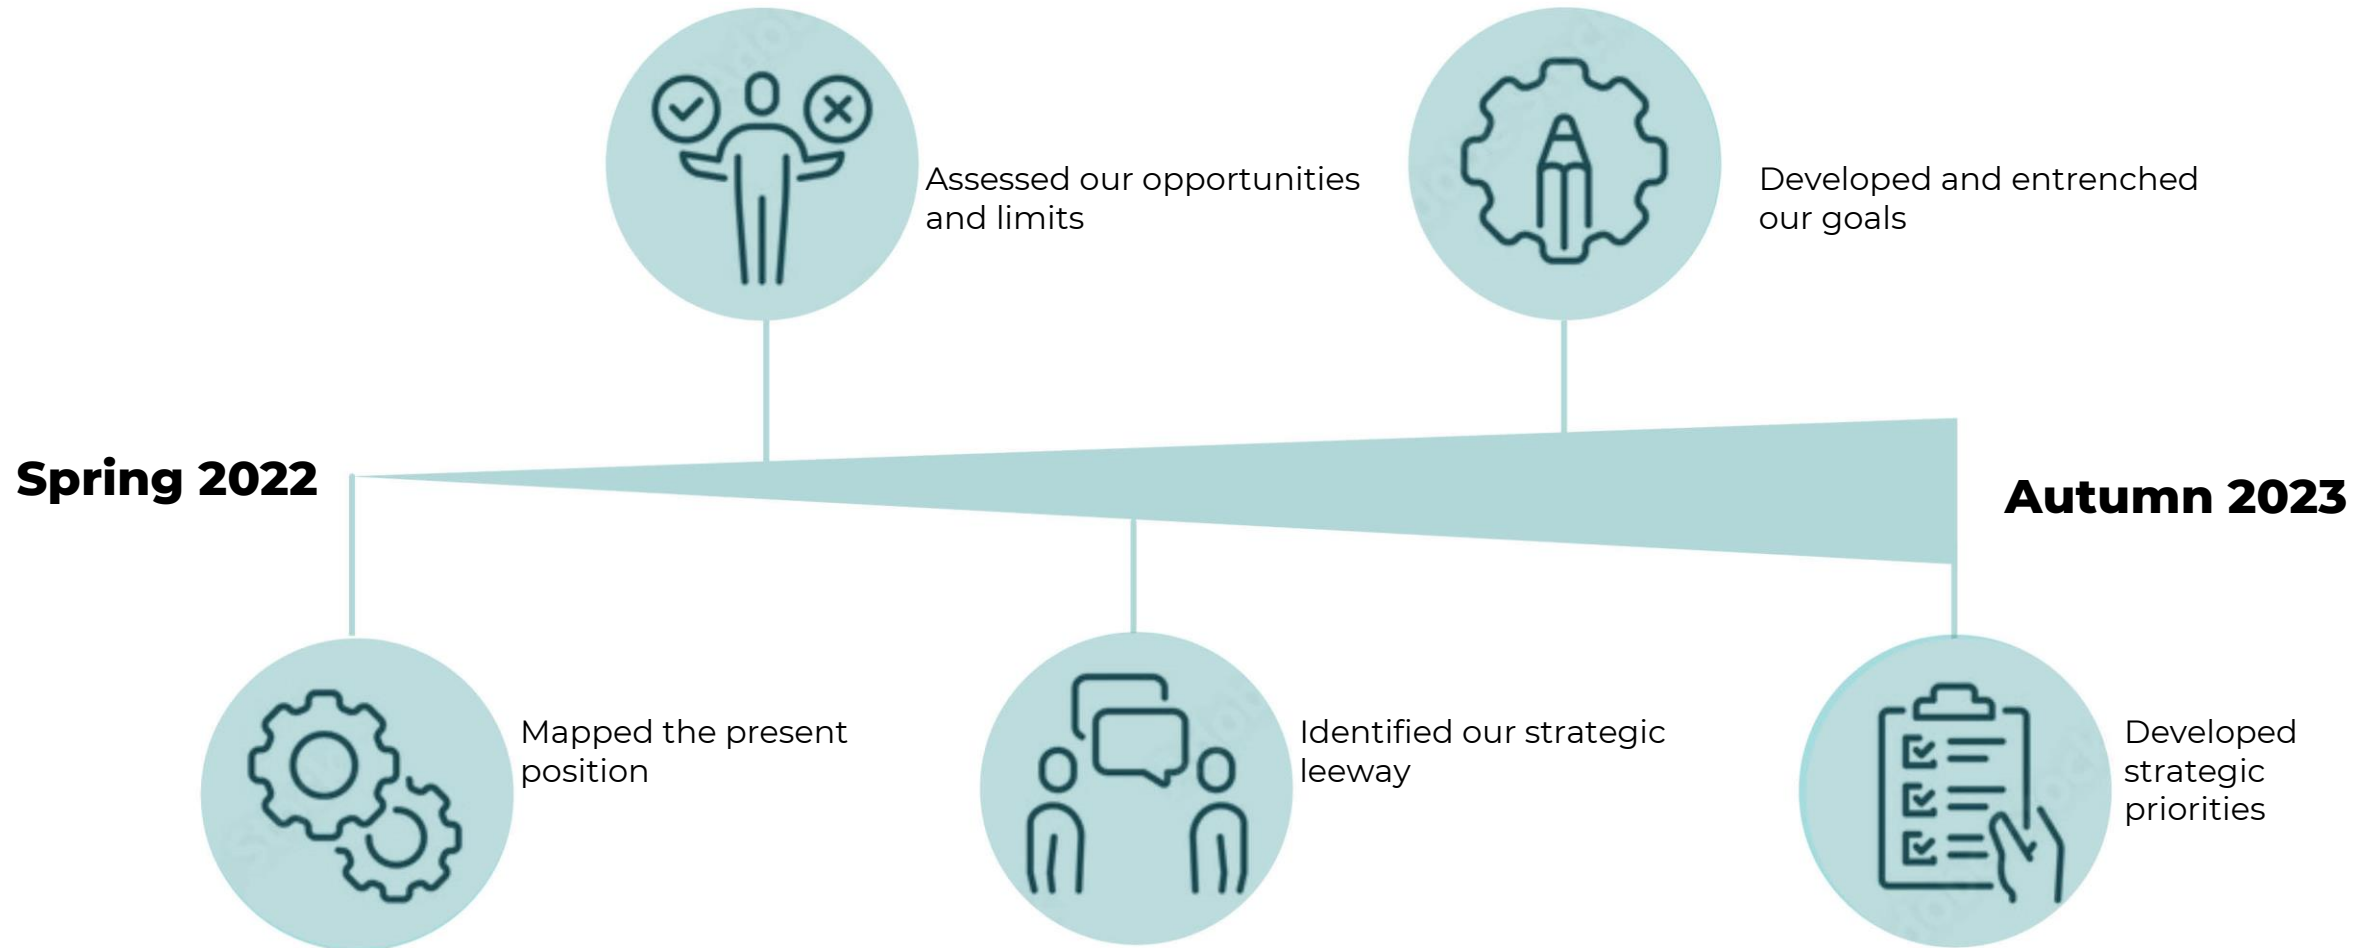 Assessed our opportunities
and limits
Developed and entrenched
our goals
Spring 2022
Autumn 2023
Mapped the present
position
Identified our strategic
leeway
Developed
strategic
priorities